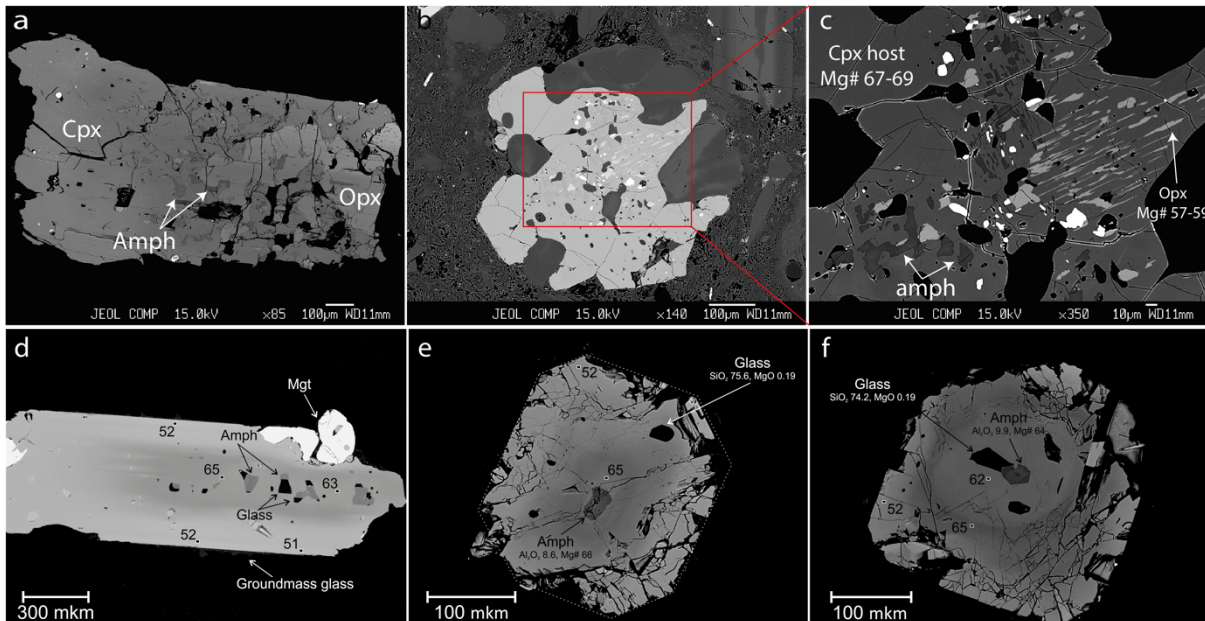 a
Cpx
Opx
Amph
JEOL COMP 15.0kV ×85 100µm WD11mm
b
JEOL COMP 15.0kV ×140 100µm WD11mm
c
Cpx host
Mg# 67-69
Opx
Mg# 57-59
amph
JEOL COMP 15.0kV ×350 10µm WD11mm
d
Mgt
52
Amph
65
63
Glass
52
51
Groundmass glass
300 mkm
e
52
Glass
SiO₂ 75.6, MgO 0.19
65
Amph
Al₂O₃ 8.6, Mg# 66
100 mkm
f
Glass
SiO₂ 74.2, MgO 0.19
Amph
Al₂O₃ 9.9, Mg# 64
62
52
65
100 mkm